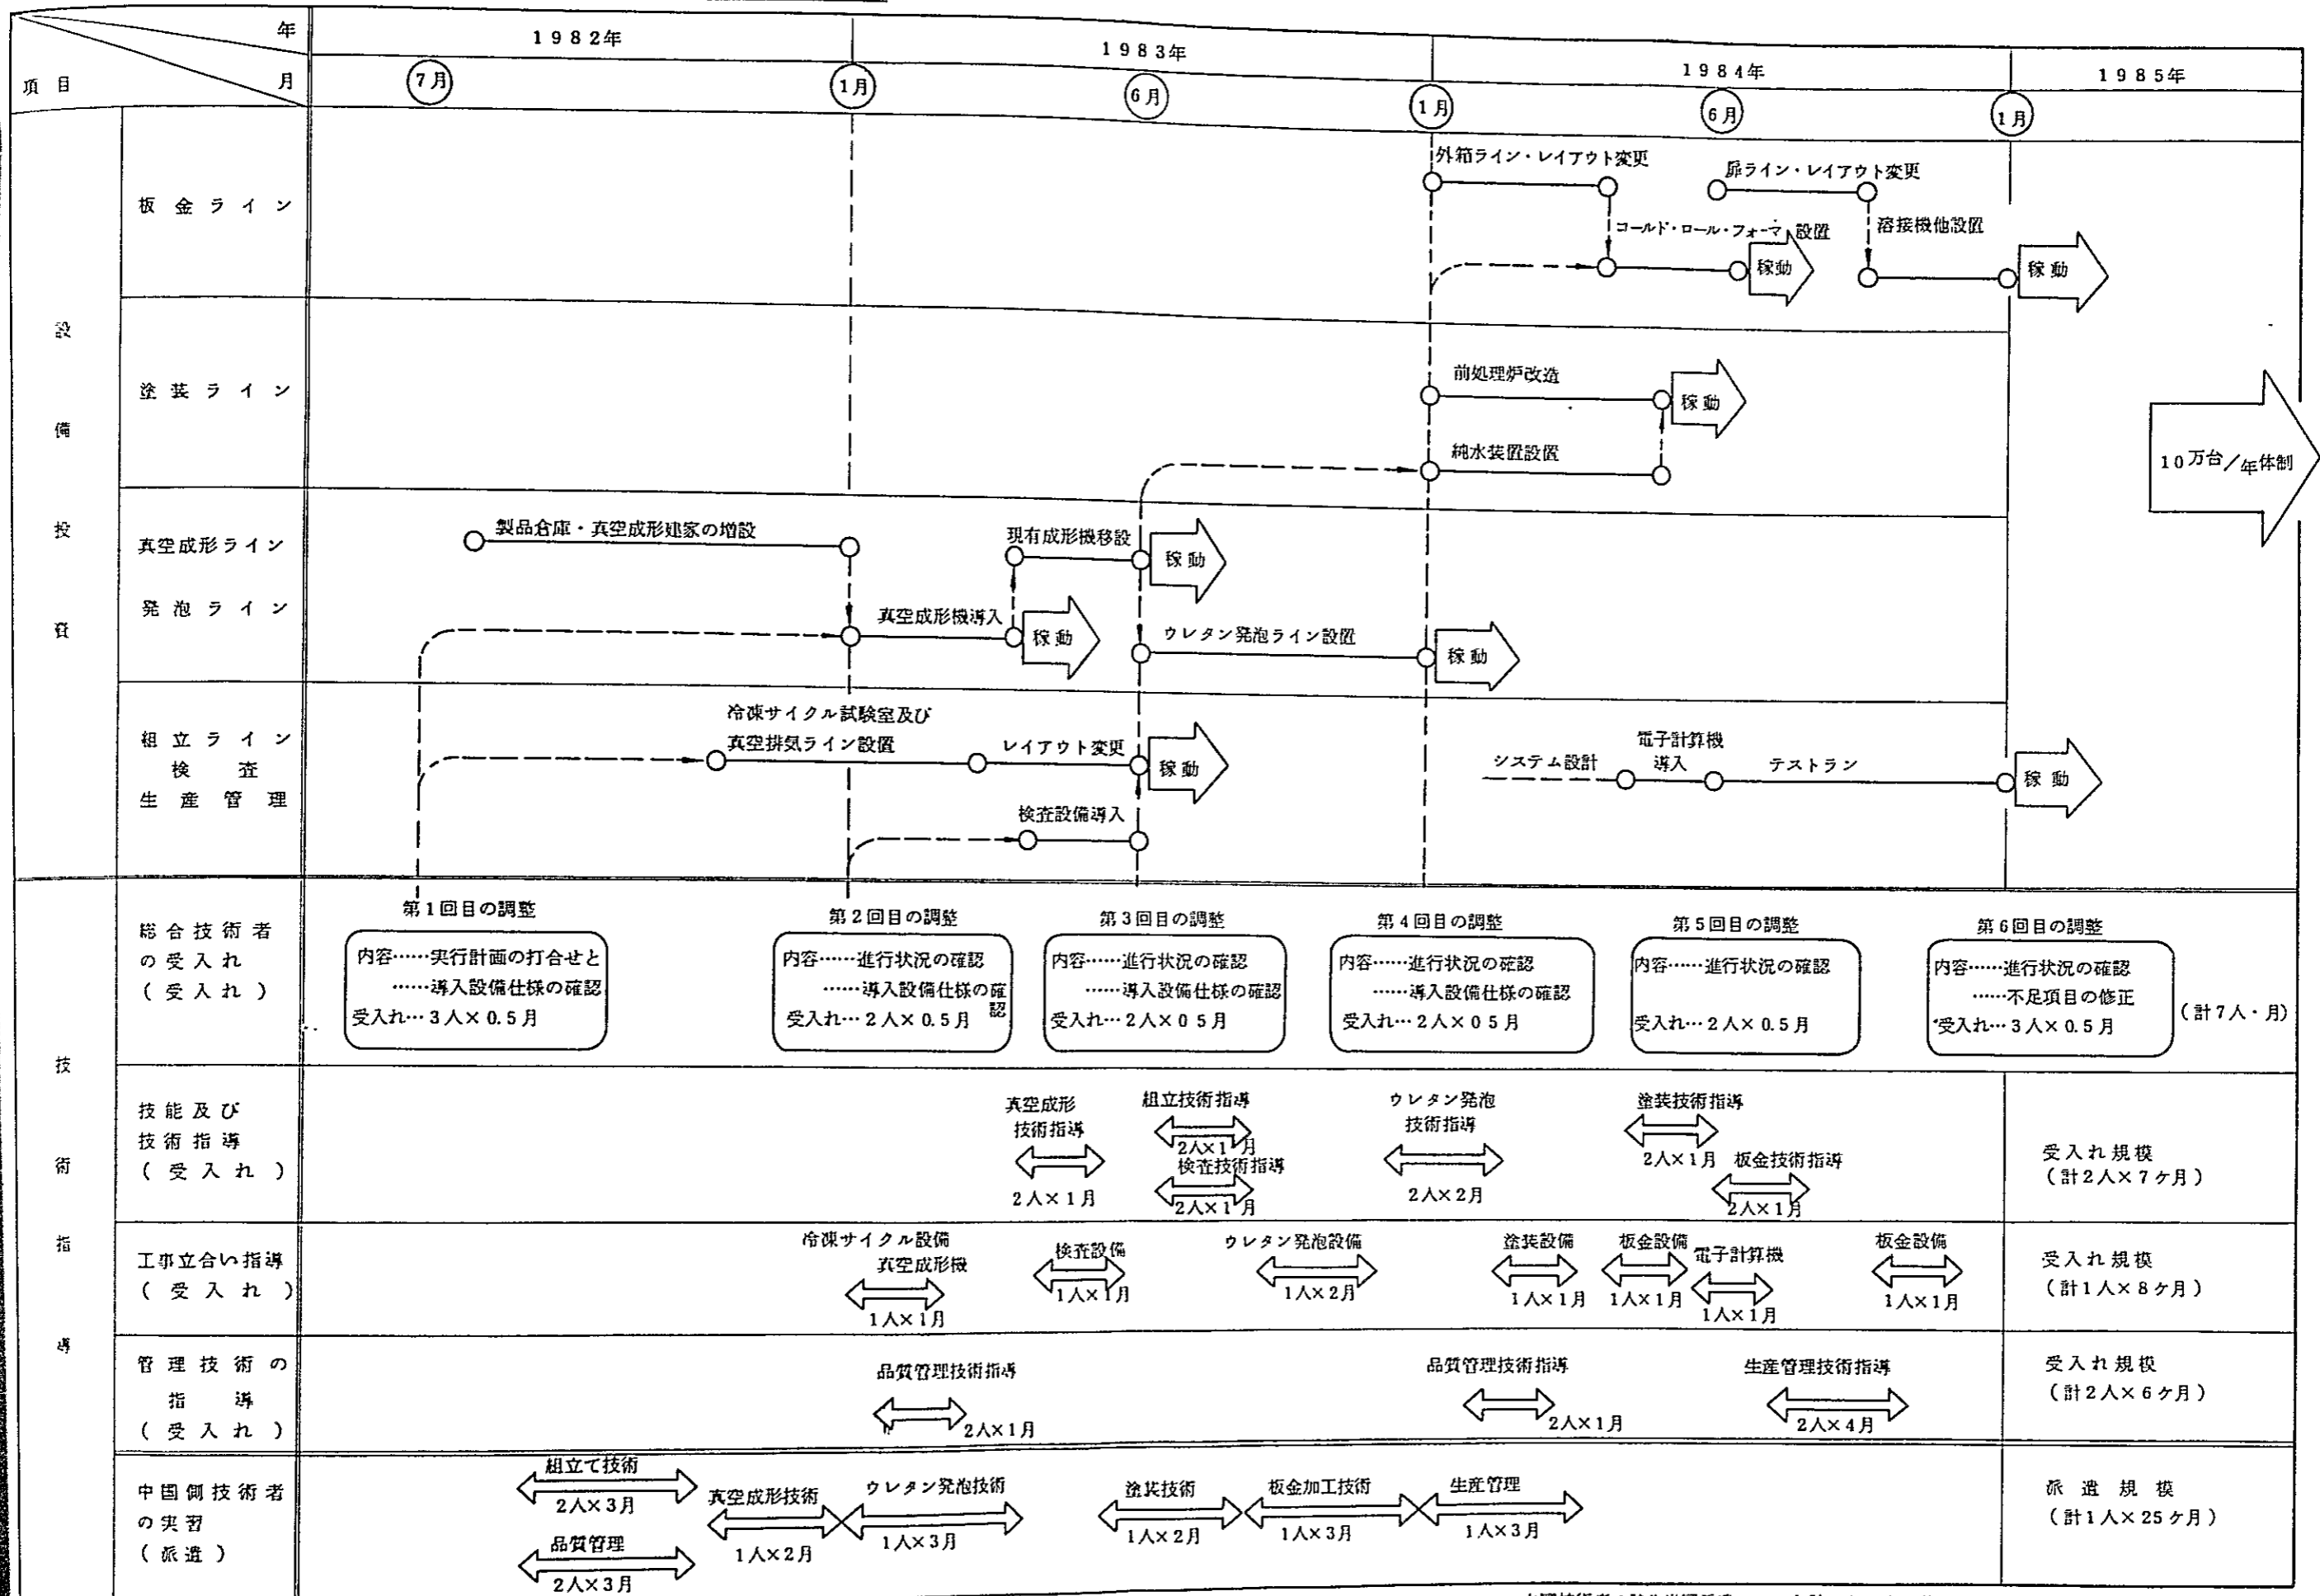 年
月
項目
1982年
1983年
1984年
1985年
7月
1月
6月
1月
6月
1月
設備投資
板金ライン
外箱ライン・レイアウト変更
扉ライン・レイアウト変更
コールド・ロール・フォーマ設置
溶接機他設置
稼動
稼動
塗装ライン
前処理炉改造
稼動
純水装置設置
10万台/年体制
真空成形ライン
発泡ライン
製品倉庫・真空成形建家の増設
現有成形機移設
稼動
真空成形機導入
稼動
ウレタン発泡ライン設置
稼動
組立ライン
検査
生産管理
冷凍サイクル試験室及び
真空排気ライン設置
レイアウト変更
稼動
検査設備導入
システム設計
電子計算機
導入
テストラン
稼動
技術指導
総合技術者
の受入れ
(受入れ)
第1回目の調整
内容……実行計画の打合せと
……導入設備仕様の確認
受入れ…3人×0.5月
第2回目の調整
内容……進行状況の確認
……導入設備仕様の確
認
受入れ…2人×0.5月
第3回目の調整
内容……進行状況の確認
……導入設備仕様の確認
受入れ…2人×05月
第4回目の調整
内容……進行状況の確認
……導入設備仕様の確認
受入れ…2人×05月
第5回目の調整
内容……進行状況の確認
受入れ…2人×0.5月
第6回目の調整
内容……進行状況の確認
……不足項目の修正
受入れ…3人×0.5月
(計7人・月)
技能及び
技術指導
(受入れ)
真空成形
技術指導
2人×1月
組立技術指導
2人×1月
検査技術指導
2人×1月
ウレタン発泡
技術指導
2人×2月
塗装技術指導
2人×1月
板金技術指導
2人×1月
受入れ規模
(計2人×7ヶ月)
工事立合い指導
(受入れ)
冷凍サイクル設備
真空成形機
1人×1月
検査設備
1人×1月
ウレタン発泡設備
1人×2月
塗装設備
1人×1月
板金設備
1人×1月
電子計算機
1人×1月
板金設備
1人×1月
受入れ規模
(計1人×8ヶ月)
管理技術の
指導
(受入れ)
品質管理技術指導
2人×1月
品質管理技術指導
2人×1月
生産管理技術指導
2人×4月
受入れ規模
(計2人×6ヶ月)
中国側技術者
の実習
(派遣)
組立て技術
2人×3月
品質管理
2人×3月
真空成形技術
1人×2月
ウレタン発泡技術
1人×3月
塗装技術
1人×2月
板金加工技術
1人×3月
生産管理
1人×3月
派遣規模
(計1人×25ヶ月)